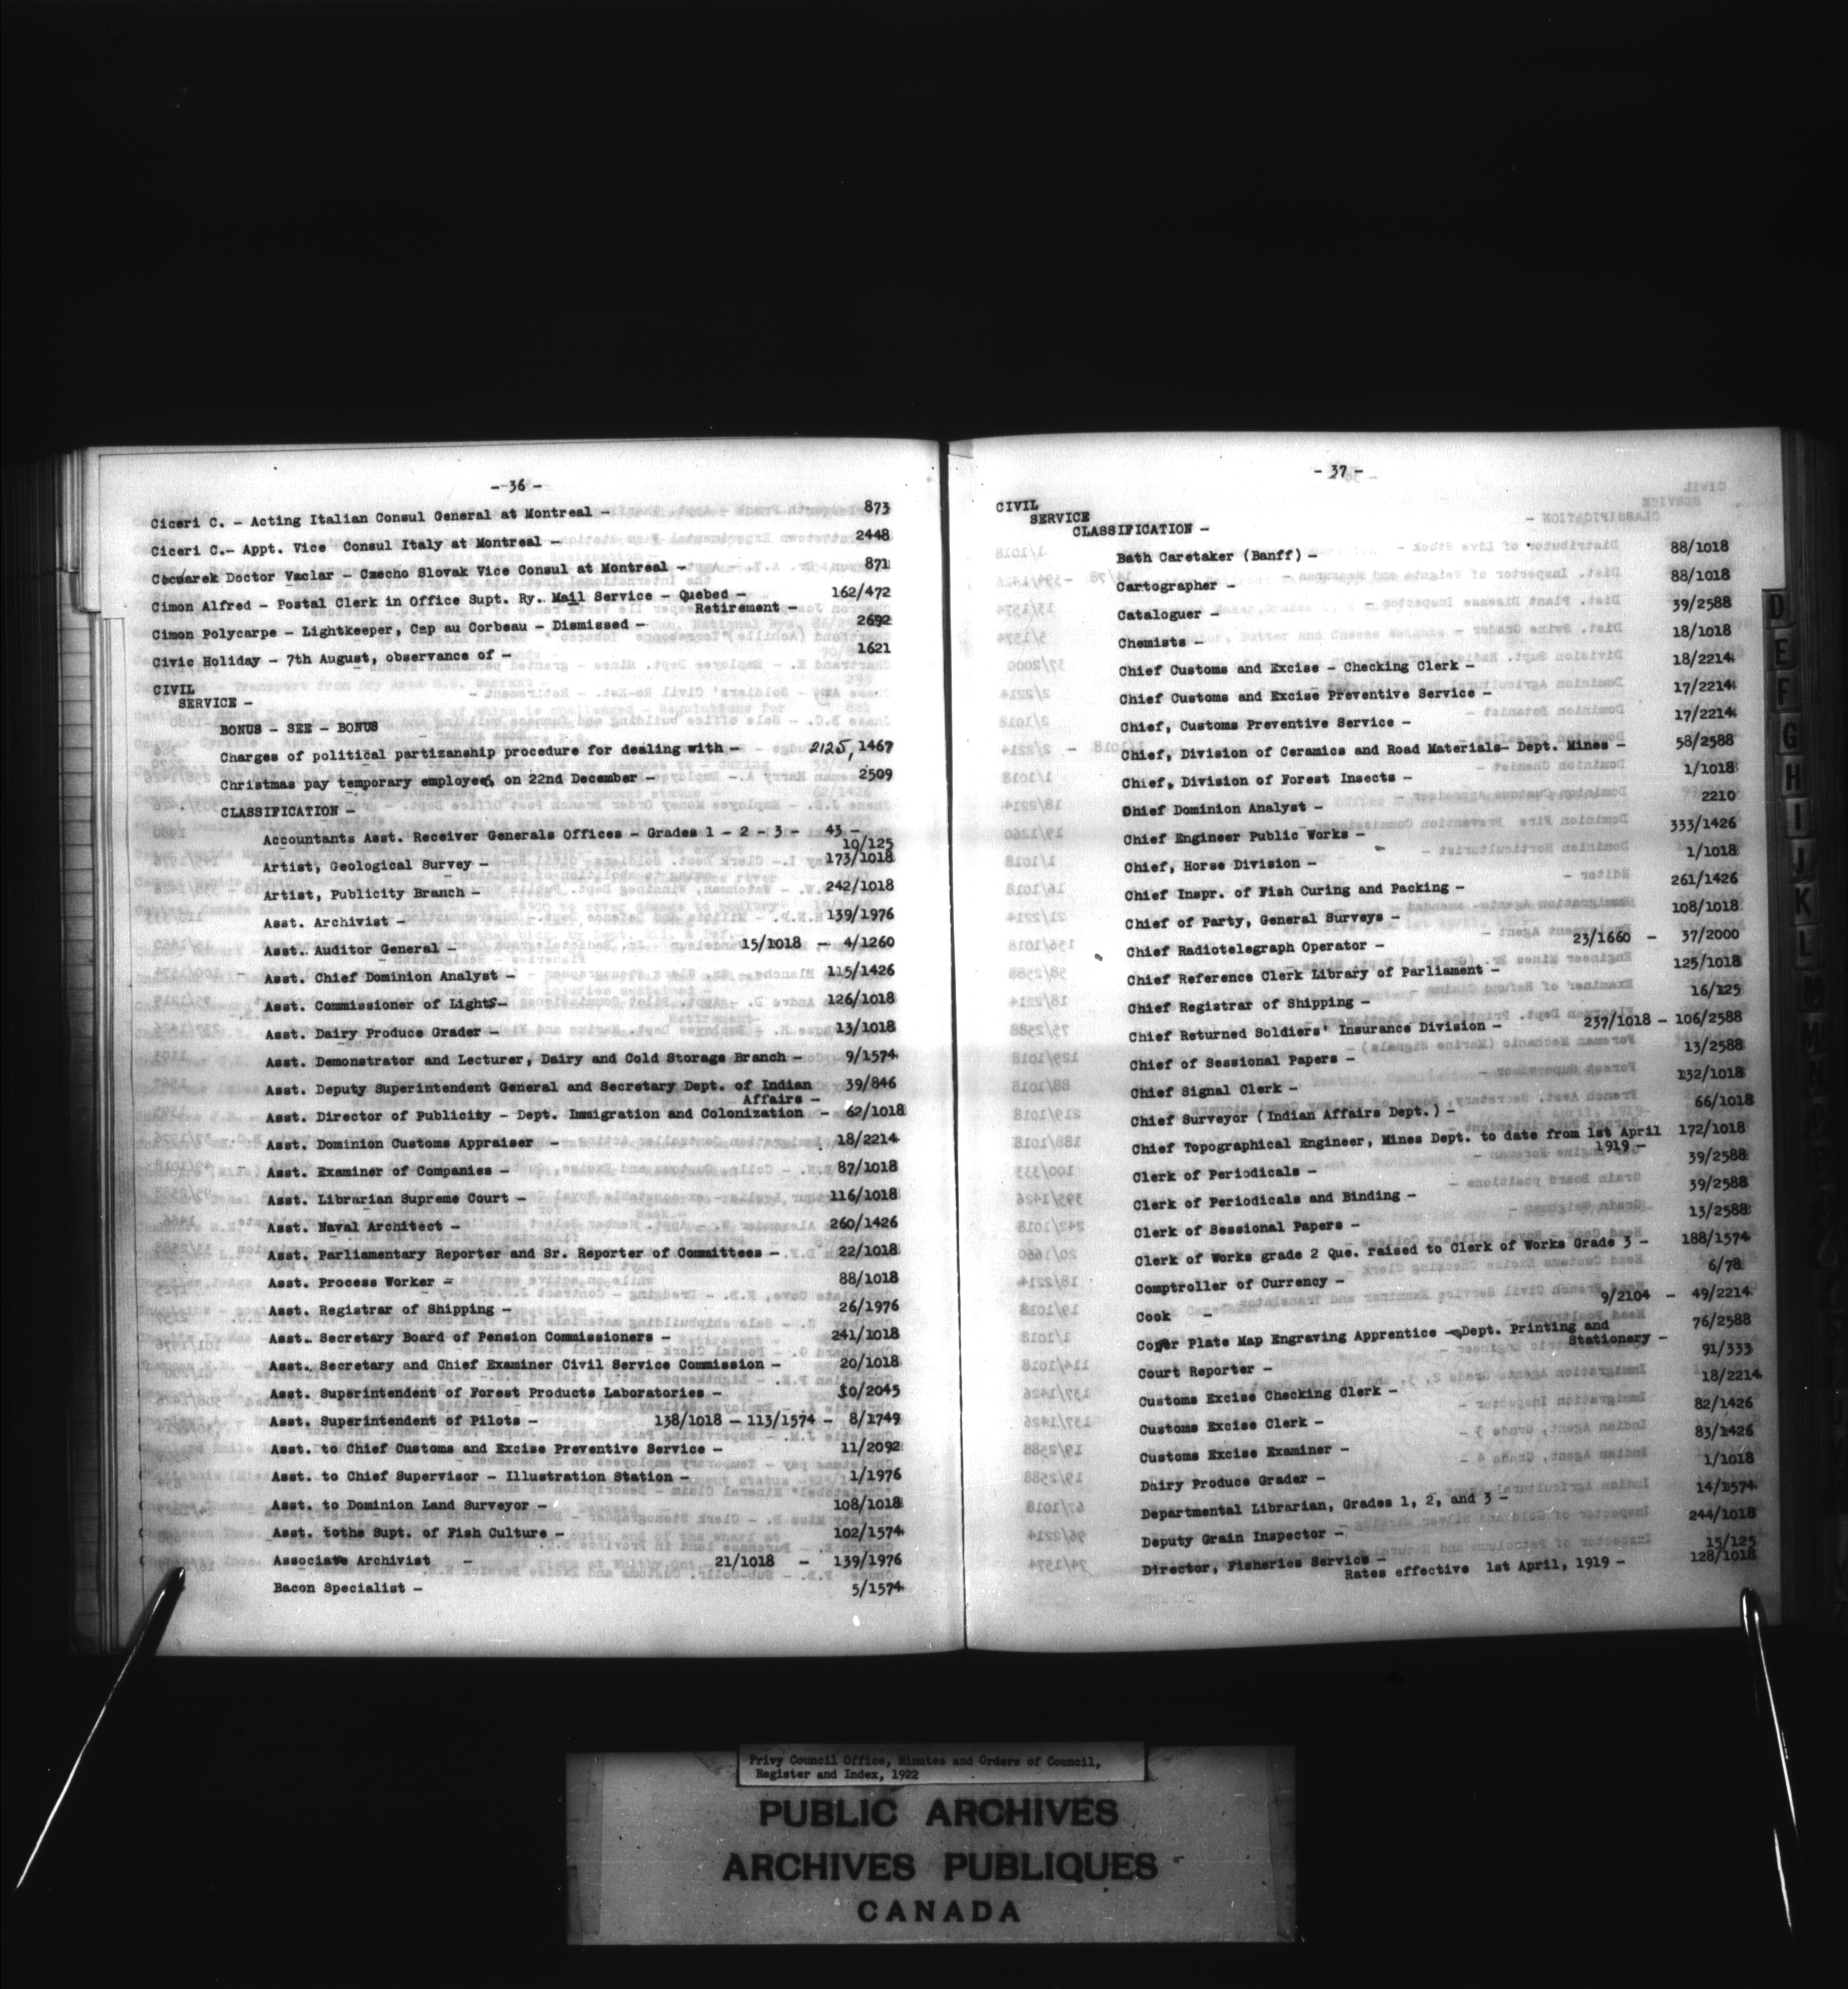 - 36 -
Ciceri C. - Acting Italian Consul General at Montreal - 873
Ciceri C.- Appt. Vice Consul Italy at Montreal - 2448
Doctor Vaclar - Czecho Slovak Vice Consul at Montreal - 871
Cimon Alfred - Postal Clerk in Office Supt. Ry. Mail Service - Quebed - 162/472
Retirement -
Cimon Polycarpe - Lightkeeper, Cap au Corbeau - Dismissed - 2692
Civic Holiday - 7th August, observance of - 1621
CIVIL
SERVICE -
BONUS - SEE - BONUS
Charges of political partizanship procedure for dealing with - 2125, 1467
Christmas pay temporary employees on 22nd December - 2509
CLASSIFICATION -
Accountants Asst. Receiver Generals Offices - Grades 1 - 2 - 3 - 43 -
10/125
Artist, Geological Survey - 173/1018
Artist, Publicity Branch - 242/1018
Asst. Archivist - 139/1976
Asst. Auditor General - 15/1018 - 4/1260
Asst. Chief Dominion Analyst - 115/1426
Asst. Commissioner of Lights- 126/1018
Asst. Dairy Produce Grader - 13/1018
Asst. Demonstrator and Lecturer, Dairy and Cold Storage Branch - 9/1574
Asst. Deputy Superintendent General and Secretary Dept. of Indian 39/846
Affairs -
Asst. Director of Publicity - Dept. Immigration and Colonization - 62/1018
Asst. Dominion Customs Appraiser - 18/2214
Asst. Examiner of Companies - 87/1018
Asst. Librarian Supreme Court - 116/1018
Asst. Naval Architect - 260/1426
Asst. Parliamentary Reporter and Sr. Reporter of Committees - 22/1018
Asst. Process Worker - 88/1018
Asst. Registrar of Shipping - 26/1976
Asst. Secretary Board of Pension Commissioners - 241/1018
Asst. Secretary and Chief Examiner Civil Service Commission - 20/1018
Asst. Superintendent of Forest Products Laboratories - 30/2045
Asst. Superintendent of Pilots - 138/1018 - 113/1574 - 8/1749
Asst. to Chief Customs and Excise Preventive Service - 11/2092
Asst. to Chief Supervisor - Illustration Station - 1/1976
Asst. to Dominion Land Surveyor - 108/1018
Asst. tothe Supt. of Fish Culture - 102/1574
Associate Archivist - 21/1018 - 139/1976
Bacon Specialist - 5/1574
- 37 -
CIVIL
SERVICE
CLASSIFICATION -
Bath Caretaker (Banff) - 88/1018
Cartographer - 88/1018
Cataloguer - 39/2588
Chemists - 18/1018
Chief Customs and Excise - Checking Clerk - 18/2214
Chief Customs and Excise Preventive Service - 17/2214
Chief, Customs Preventive Service - 17/2214
Chief, Division of Ceramics and Road Materials- Dept. Mines - 58/2588
Chief, Division of Forest Insects - 1/1018
Chief Dominion Analyst - 2210
Chief Engineer Public Works - 333/1426
Chief, Horse Division - 1/1018
Chief Inspr. of Fish Curing and Packing - 261/1426
Chief of Party, General Surveys - 108/1018
Chief Radiotelegraph Operator - 23/1660 - 37/2000
Chief Reference Clerk Library of Parliament - 125/1018
Chief Registrar of Shipping - 16/125
Chief Returned Soldiers' Insurance Division - 237/1018 - 106/2588
Chief of Sessional Papers - 13/2588
Chief Signal Clerk - 132/1018
Chief Surveyor (Indian Affairs Dept.) - 66/1018
Chief Topographical Engineer, Mines Dept. to date from 1st April 172/1018
1919 -
Clerk of Periodicals - 39/2588
Clerk of Periodicals and Binding - 39/2588
Clerk of Sessional Papers - 13/2588
Clerk of Works grade 2 Que. raised to Clerk of Works Grade 3 - 188/1574
Comptroller of Currency - 6/78
Cook - 9/2104 - 49/2214
Copper Plate Map Engraving Apprentice - Dept. Printing and 76/2588
Stationary -
Court Reporter - 91/333
Customs Excise Checking Clerk - 18/2214
Customs Excise Clerk - 82/1426
Customs Excise Examiner - 83/1426
Dairy Produce Grader - 1/1018
Departmental Librarian, Grades 1, 2, and 3 - 14/1574
Deputy Grain Inspector - 244/1018
Director, Fisheries Service - 15/125
Rates effective 1st April, 1919 - 128/1018
D
E
F
G
H
I
J
K
L
M
Privy Council Office, Minutes and Orders of Council,
Register and Index, 1922
PUBLIC ARCHIVES
ARCHIVES PUBLIQUES
CANADA